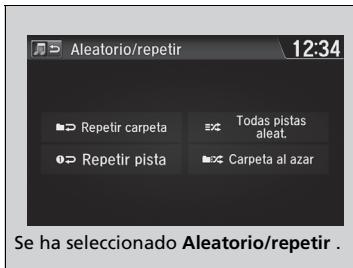 Aleatorio/repetir
12:34
Repetir carpeta
Todas pistas
aleat.
Repetir pista
Carpeta al azar
Se ha seleccionado Aleatorio/repetir .